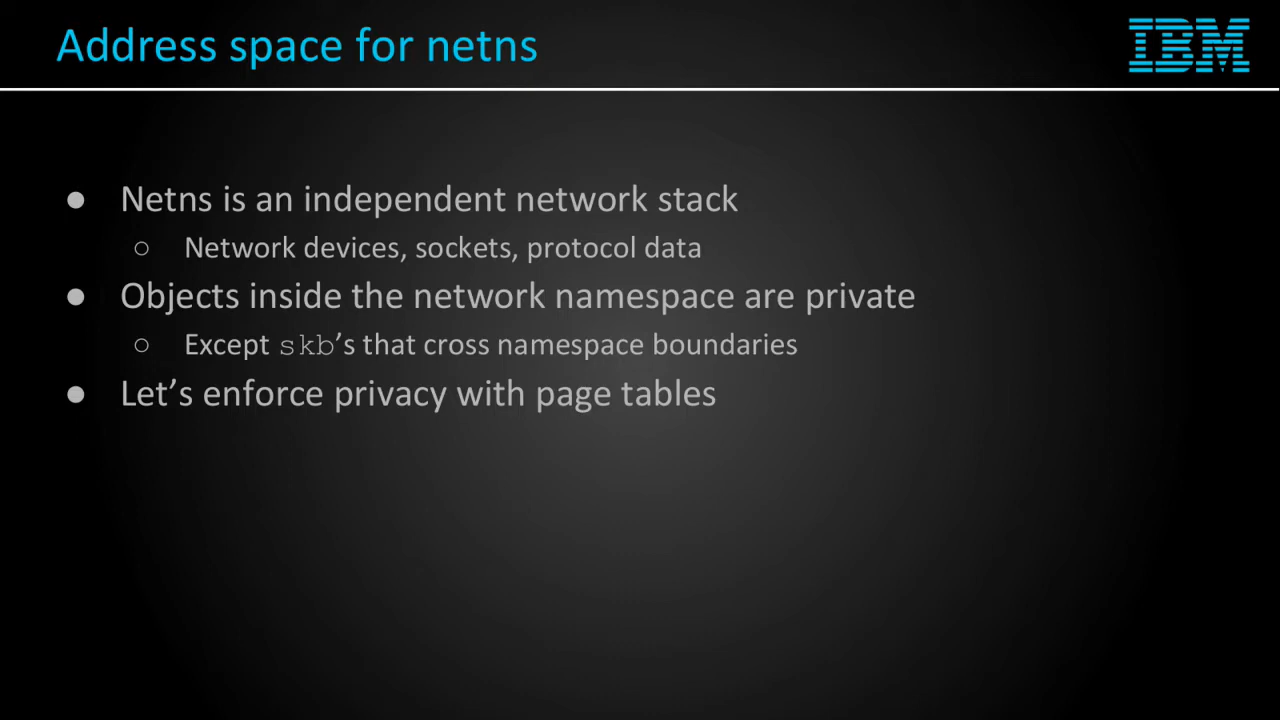 Address space for netns
IBM
● Netns is an independent network stack
○ Network devices, sockets, protocol data
● Objects inside the network namespace are private
○ Except skb’s that cross namespace boundaries
● Let’s enforce privacy with page tables